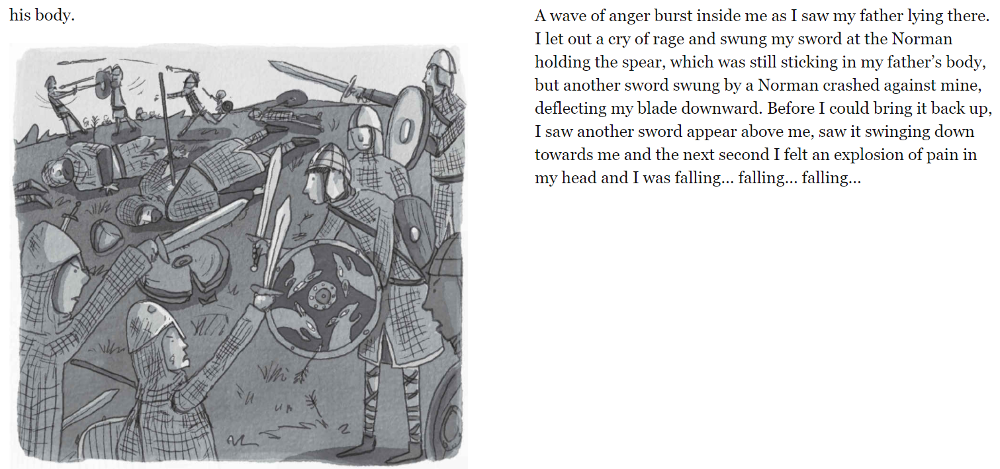 his body.
A wave of anger burst inside me as I saw my father lying there.
I let out a cry of rage and swung my sword at the Norman
holding the spear, which was still sticking in my father’s body,
but another sword swung by a Norman crashed against mine,
deflecting my blade downward. Before I could bring it back up,
I saw another sword appear above me, saw it swinging down
towards me and the next second I felt an explosion of pain in
my head and I was falling… falling… falling…